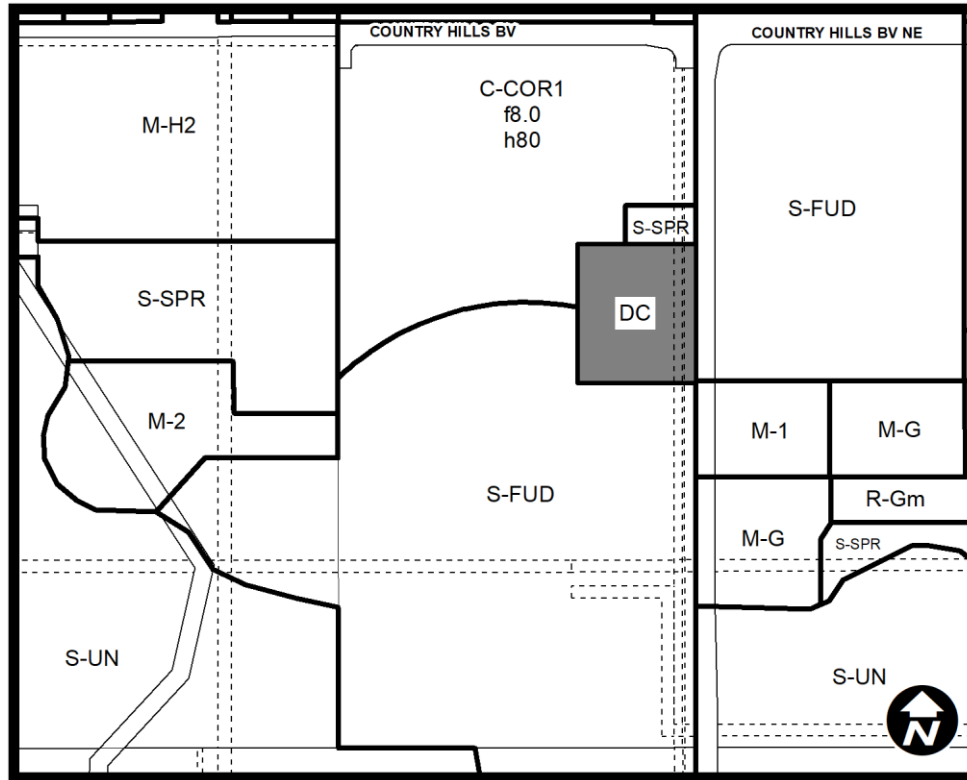 COUNTRY HILLS BV
COUNTRY HILLS BV NE
C-COR1
f8.0
h80
M-H2
S-FUD
S-SPR
S-SPR
DC
M-2
M-1
M-G
S-FUD
R-Gm
M-G
S-SPR
S-UN
S-UN
N